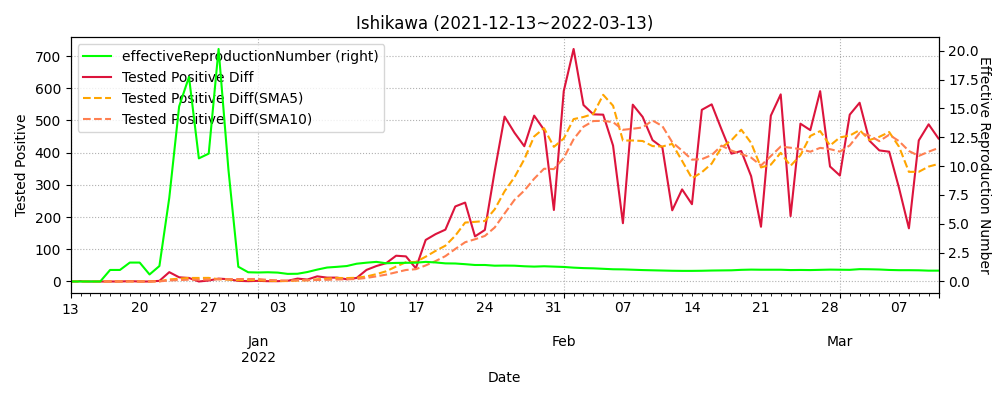 Ishikawa (2021-12-13~2022-03-13)
effectiveReproductionNumber (right)
Tested Positive Diff
Tested Positive Diff(SMA5)
Tested Positive Diff(SMA10)
Tested Positive
700
600
500
400
300
200
100
0
20.0
17.5
15.0
12.5
10.0
7.5
5.0
2.5
0.0
Effective Reproduction Number
13 20 27 03 10 17 24 31 07 14 21 28 07
Jan Feb Mar
2022
Date